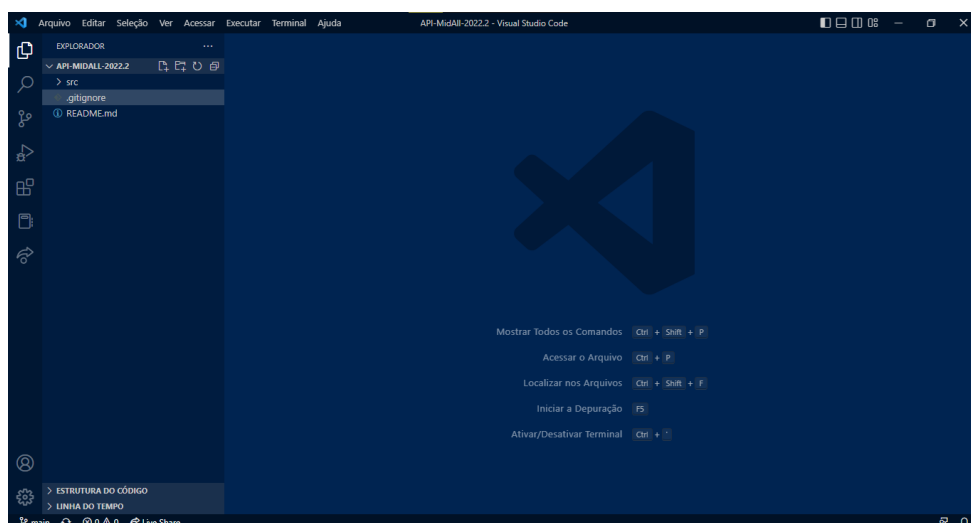 Arquivo Editar Seleção Ver Acessar Executar Terminal Ajuda API-MidAll-2022.2 - Visual Studio Code
EXPLORADOR ...
API-MIDALL-2022.2
src
.gitignore
README.md
Mostrar Todos os Comandos Ctrl + Shift + P
Acessar o Arquivo Ctrl + P
Localizar nos Arquivos Ctrl + Shift + F
Iniciar a Depuração F5
Ativar/Desativar Terminal Ctrl + `
ESTRUTURA DO CÓDIGO
LINHA DO TEMPO
main 0 0 Live Share